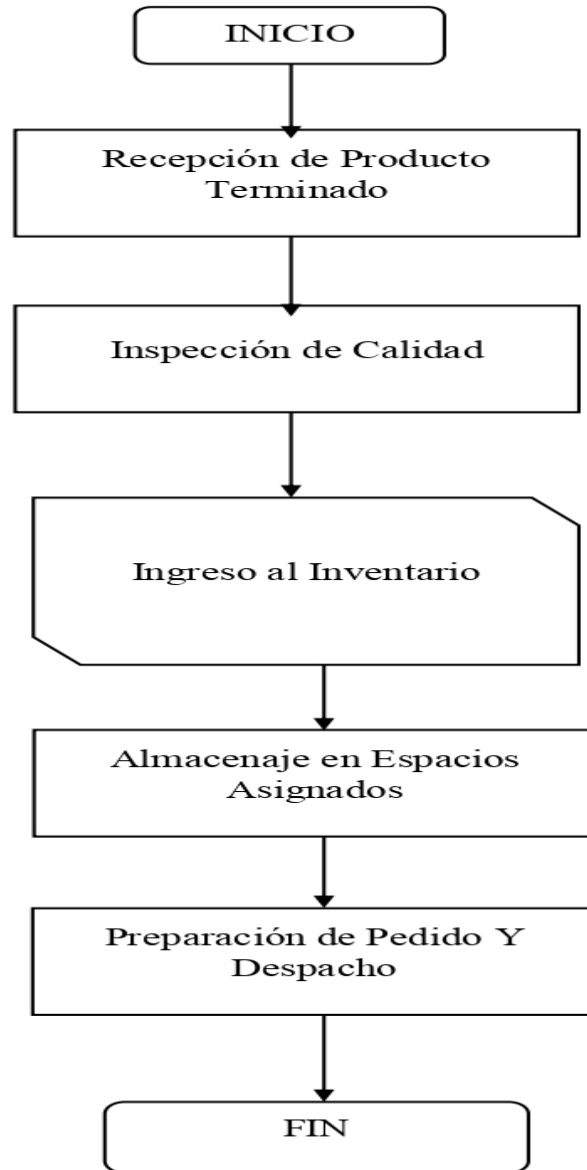 INICIO
Recepción de Producto
Terminado
Inspección de Calidad
Ingreso al Inventario
Almacenaje en Espacios
Asignados
Preparación de Pedido Y
Despacho
FIN